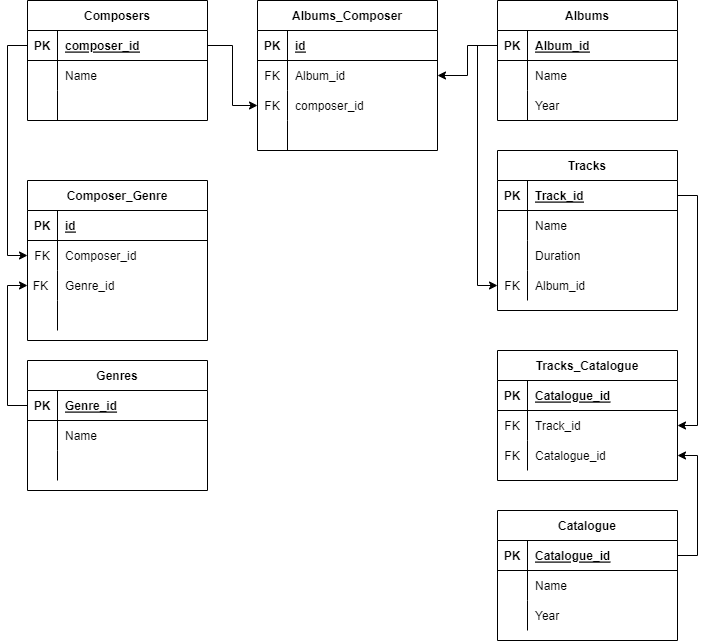 Composers
PK composer_id
Name
Albums_Composer
PK id
FK Album_id
FK composer_id
Albums
PK Album_id
Name
Year
Composer_Genre
PK id
FK Composer_id
FK Genre_id
Tracks
PK Track_id
Name
Duration
FK Album_id
Genres
PK Genre_id
Name
Tracks_Catalogue
PK Catalogue_id
FK Track_id
FK Catalogue_id
Catalogue
PK Catalogue_id
Name
Year